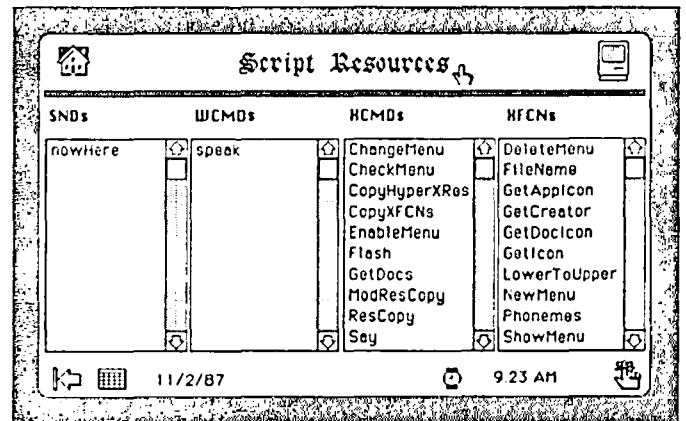 Script Resources
SNDs WCMDs XCMDs XFCNs
nowHere
speak
ChangeMenu
CheckMenu
CopyHyperXRes
CopyXFCNs
EnableMenu
Flash
GetDocs
ModResCopy
ResCopy
Say
DeleteMenu
FileName
GetAppIcon
GetCreator
GetDocIcon
GetIcon
LowerToUpper
NewMenu
Phonemes
ShowMenu
11/2/87 9:23 AM